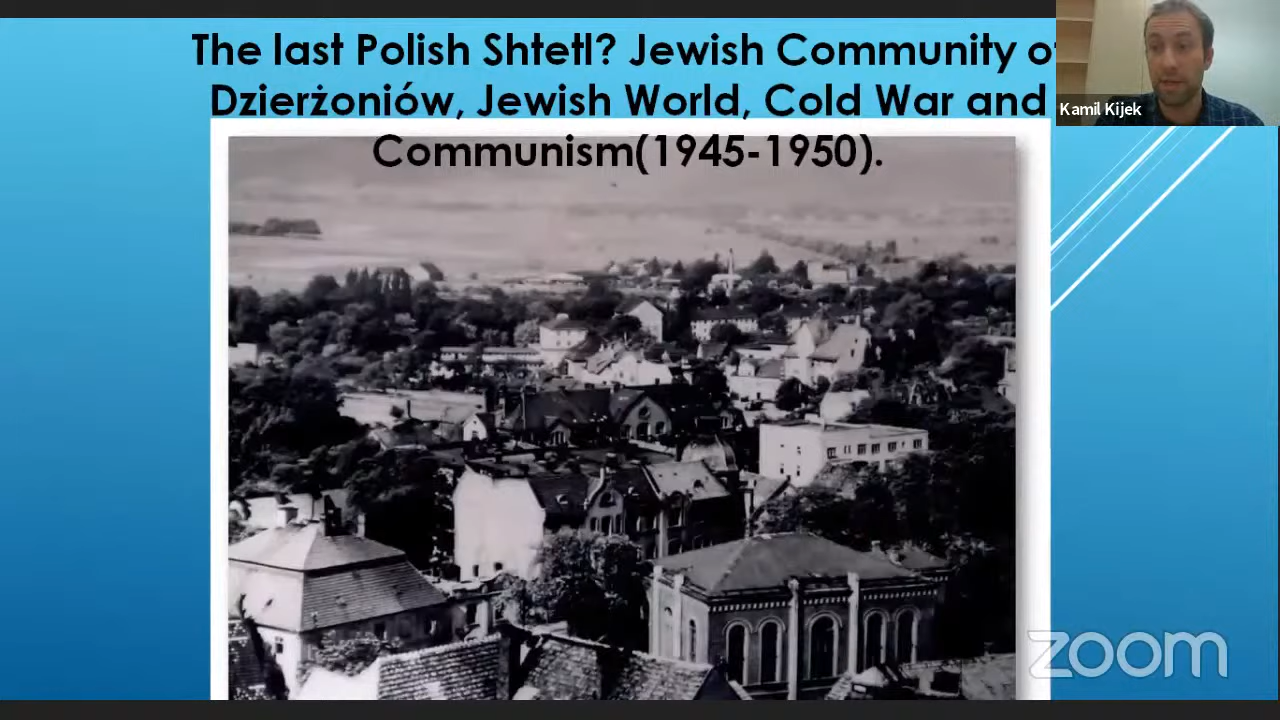 The last Polish Shtetl? Jewish Community of
Dzierżoniów, Jewish World, Cold War and
Communism(1945-1950).
Kamil Kijek
zoom